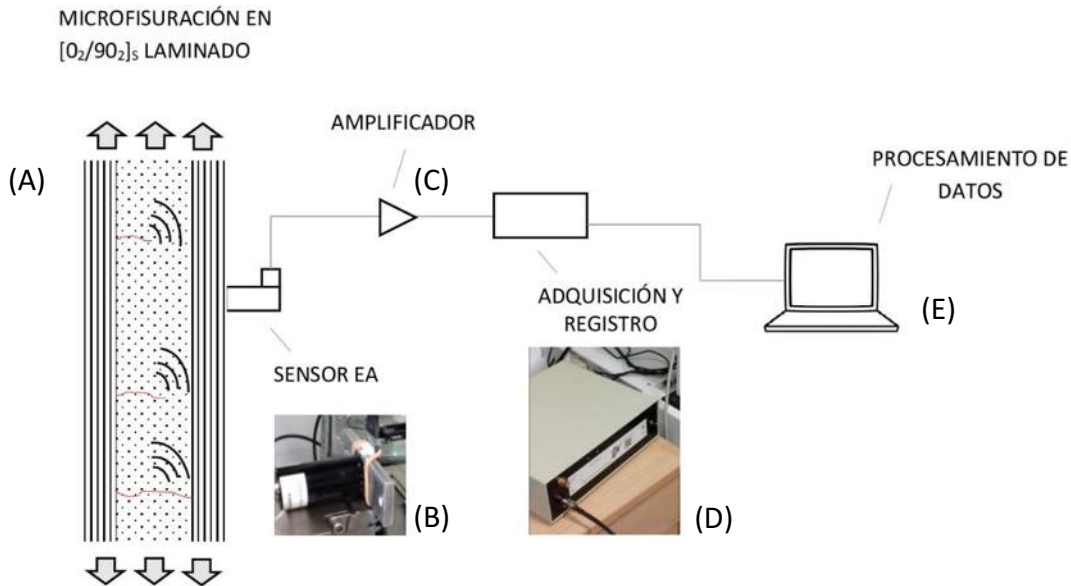 MICROFISURACIÓN EN
[0₂/90₂]ₛ LAMINADO
(A)
AMPLIFICADOR
(C)
PROCESAMIENTO DE
DATOS
ADQUISICIÓN Y
REGISTRO
(E)
SENSOR EA
(B)
(D)